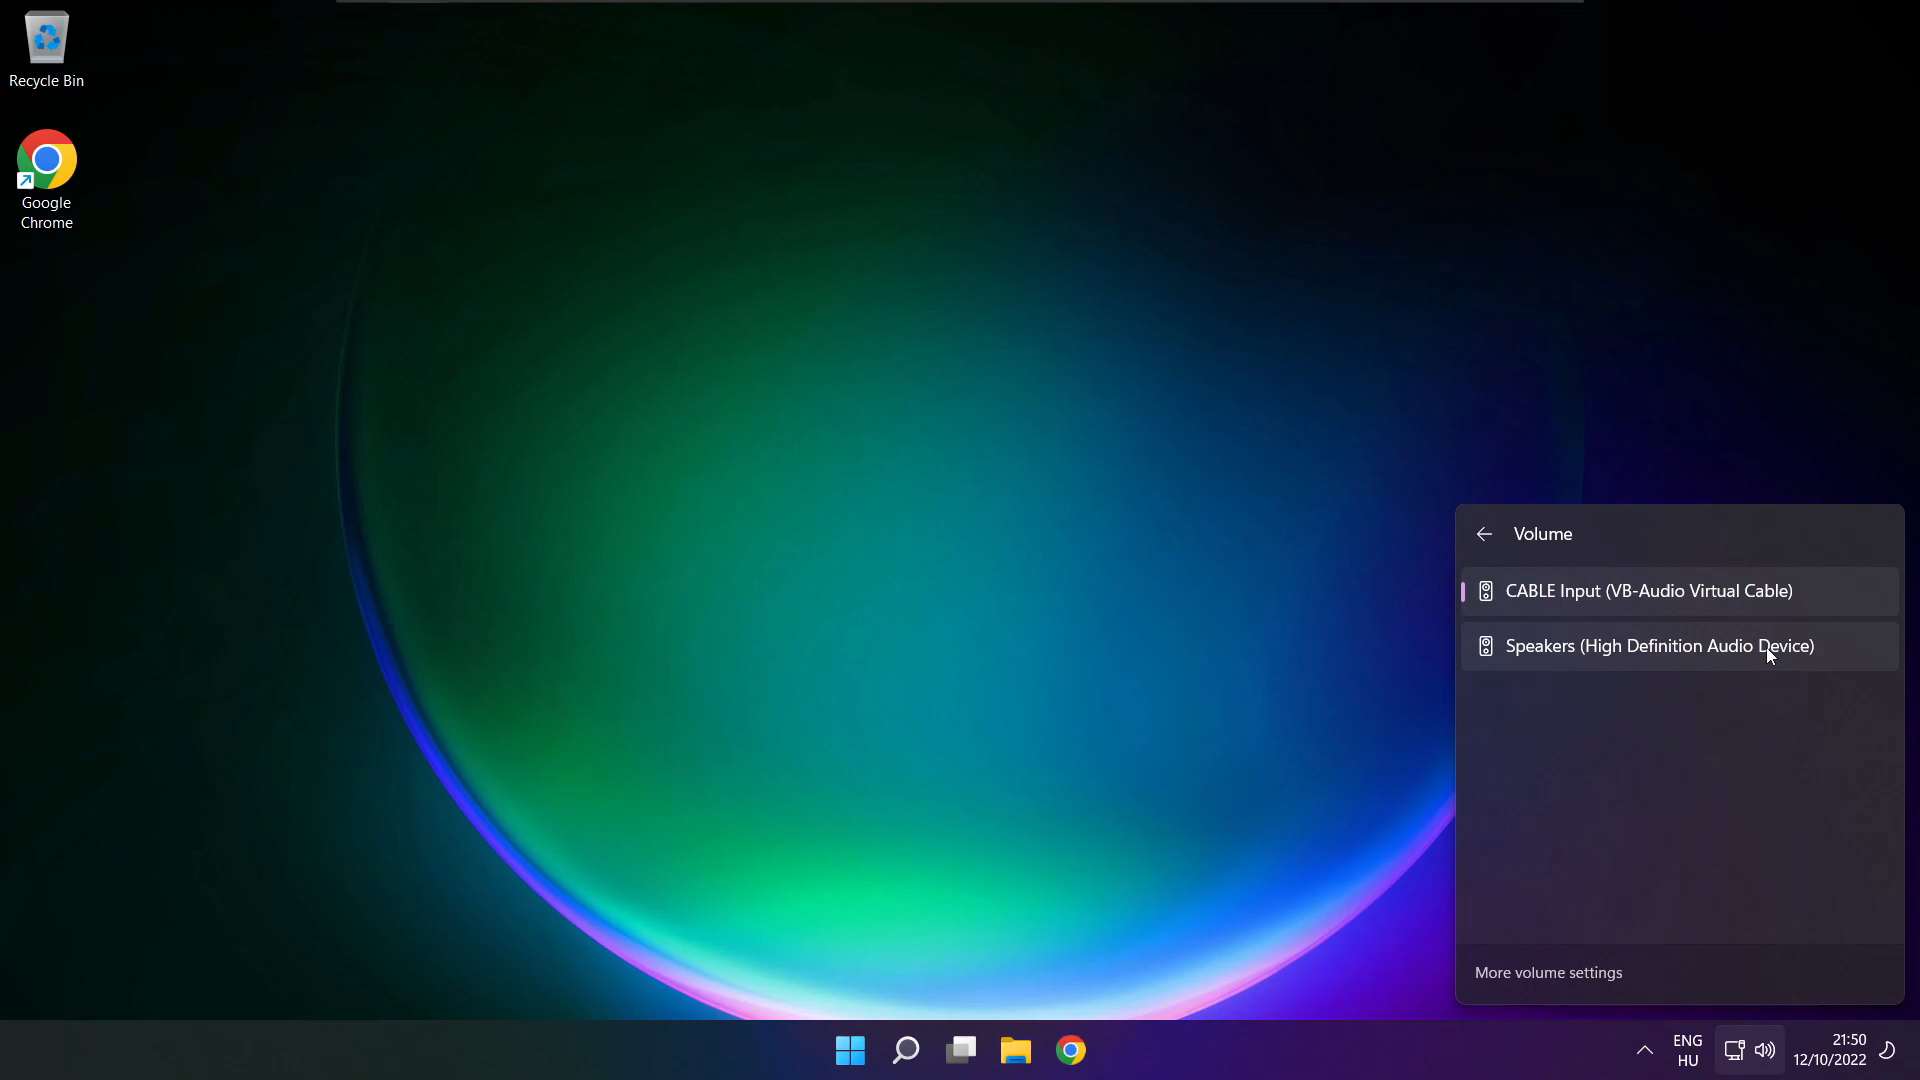 Recycle Bin
Google
Chrome
Volume
CABLE Input (VB-Audio Virtual Cable)
Speakers (High Definition Audio Device)
More volume settings
ENG
HU
21:50
12/10/2022